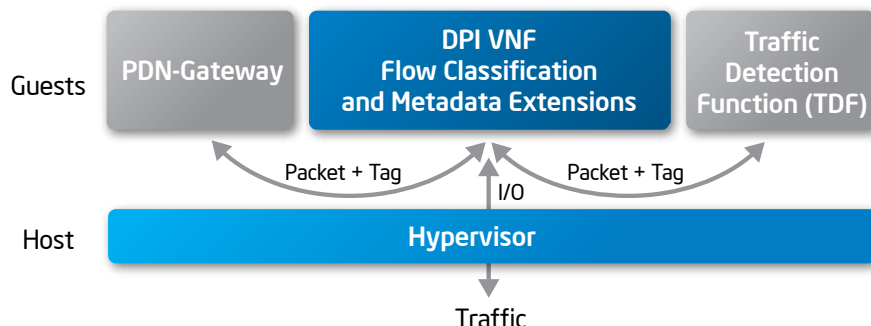 Guests
PDN-Gateway
DPI VNF
Flow Classification
and Metadata Extensions
Traffic
Detection
Function (TDF)
Packet + Tag
Packet + Tag
I/O
Host
Hypervisor
Traffic